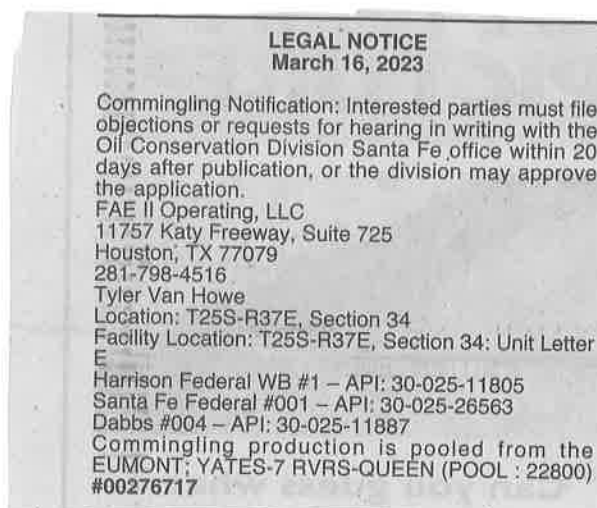 LEGAL NOTICE
March 16, 2023
Commingling Notification: Interested parties must file
objections or requests for hearing in writing with the
Oil Conservation Division Santa Fe office within 20
days after publication, or the division may approve
the application.
FAE II Operating, LLC
11757 Katy Freeway, Suite 725
Houston, TX 77079
281-798-4516
Tyler Van Howe
Location: T25S-R37E, Section 34
Facility Location: T25S-R37E, Section 34: Unit Letter
E
Harrison Federal WB #1 – API: 30-025-11805
Santa Fe Federal #001 – API: 30-025-26563
Dabbs #004 – API: 30-025-11887
Commingling production is pooled from the
EUMONT; YATES-7 RVRS-QUEEN (POOL : 22800)
#00276717